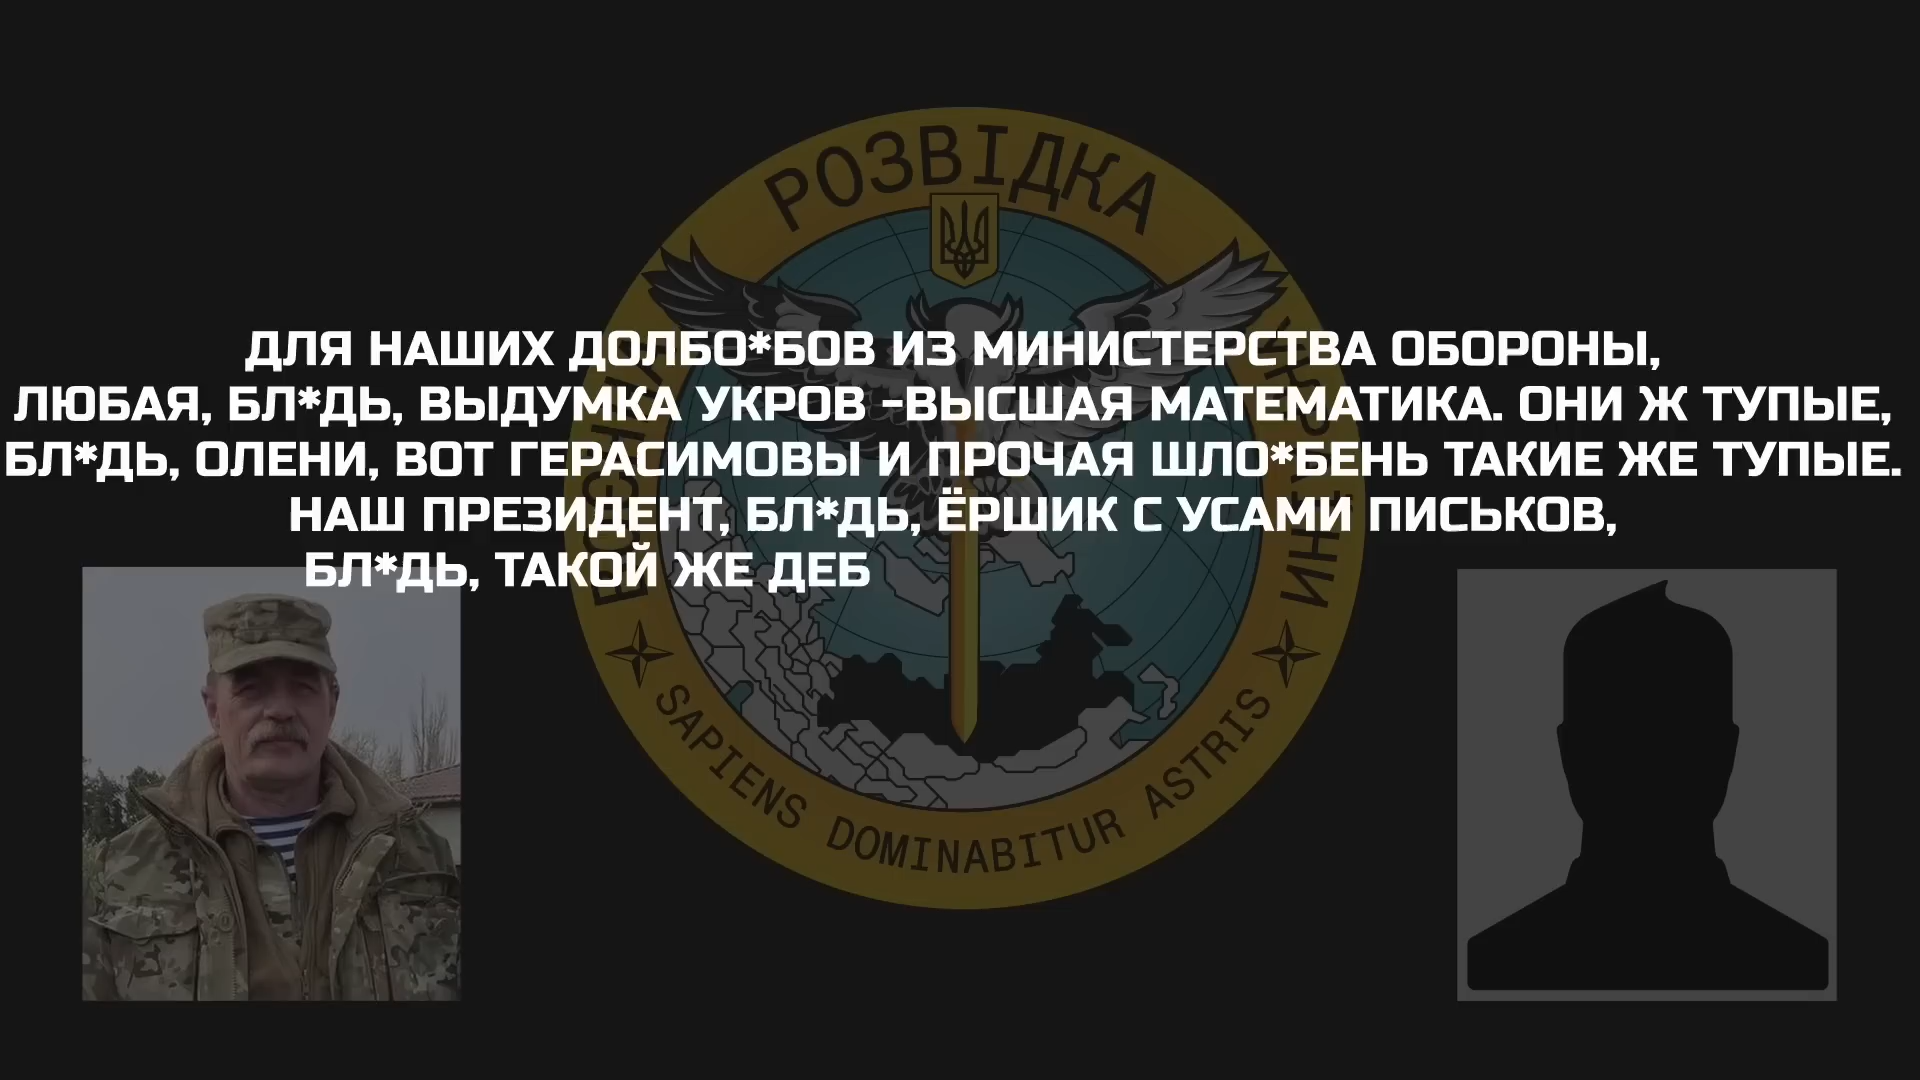 РОЗВІДКА
ДЛЯ НАШИХ ДОЛБО*БОВ ИЗ МИНИСТЕРСТВА ОБОРОНЫ,
ЛЮБАЯ, БЛ*ДЬ, ВЫДУМКА УКРОВ -ВЫСШАЯ МАТЕМАТИКА. ОНИ Ж ТУПЫЕ,
БЛ*ДЬ, ОЛЕНИ, ВОТ ГЕРАСИМОВЫ И ПРОЧАЯ ШЛО*БЕНЬ ТАКИЕ ЖЕ ТУПЫЕ.
НАШ ПРЕЗИДЕНТ, БЛ*ДЬ, ЁРШИК С УСАМИ ПИСЬКОВ,
БЛ*ДЬ, ТАКОЙ ЖЕ ДЕБ
SAPIENS DOMINABITUR ASTRIS